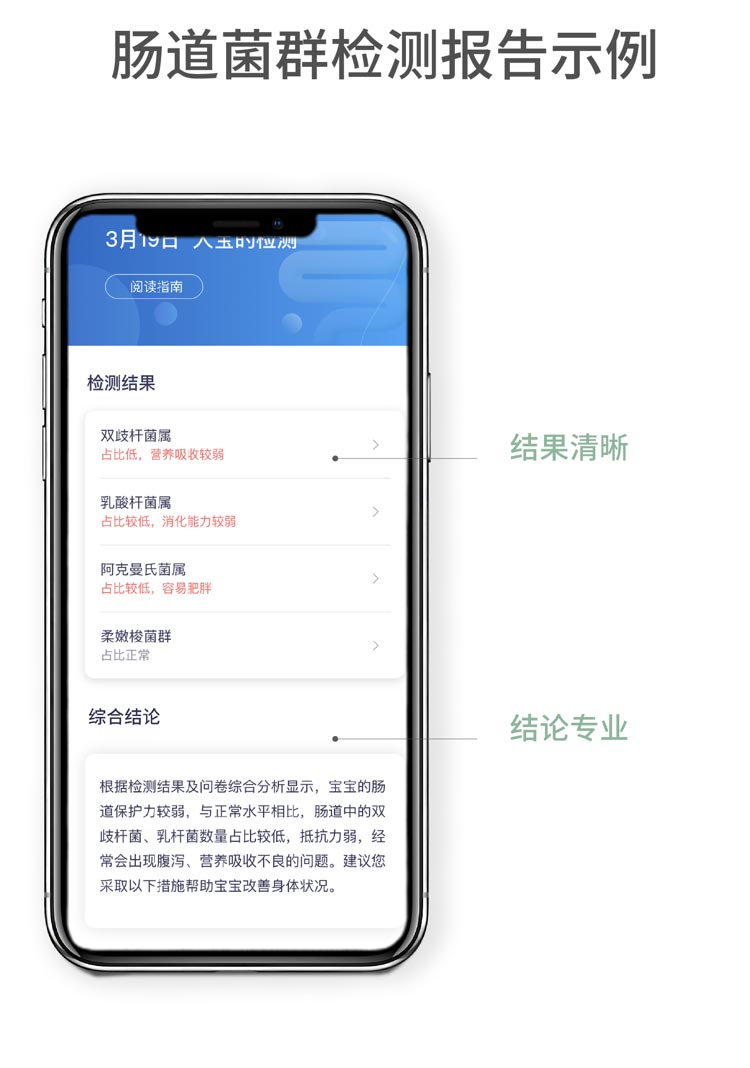 肠道菌群检测报告示例
3月19日 大宝的检测
阅读指南
检测结果
双歧杆菌属
占比低，营养吸收较弱
结果清晰
乳酸杆菌属
占比较低，消化能力较弱
阿克曼氏菌属
占比较低，容易肥胖
柔嫩梭菌群
占比正常
综合结论
结论专业
根据检测结果及问卷综合分析显示，宝宝的肠
道保护力较弱，与正常水平相比，肠道中的双
歧杆菌、乳杆菌数量占比较低，抵抗力弱，经
常会出现腹泻、营养吸收不良的问题。建议您
采取以下措施帮助宝宝改善身体状况。